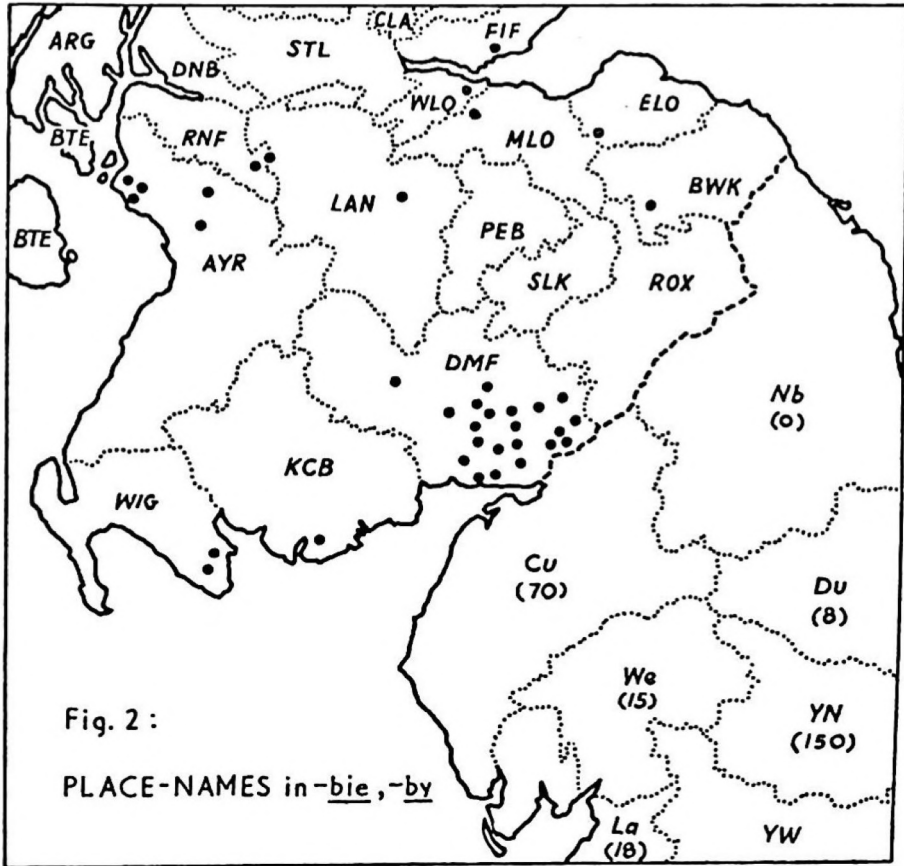 CLA
FIF
ARG
STL
DNB
ELO
WLO
BTE
RNF
MLO
BWK
LAN
PEB
BTE
AYR
SLK
ROX
DMF
Nb
(0)
KCB
WIG
Cu
(70)
Du
(8)
We
(15)
YN
(150)
Fig. 2 :
PLACE-NAMES in -bie, -by
La
(18)
YW